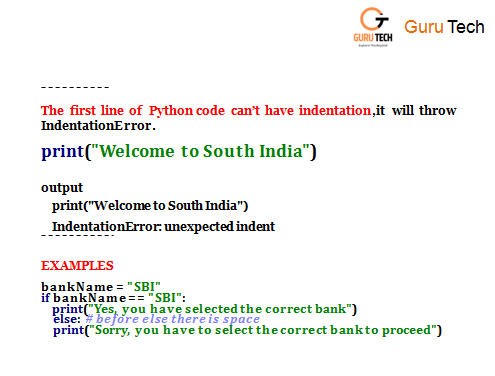 GURU TECH
Guru Tech
----------
The first line of Python code can't have indentation,it will throw
IndentationError.
print("Welcome to South India")
output
print("Welcome to South India")
IndentationError: unexpected indent
----------.
EXAMPLES
bankName = "SBI"
if bankName == "SBI":
print("Yes, you have selected the correct bank")
else: # before else there is space
print("Sorry, you have to select the correct bank to proceed")